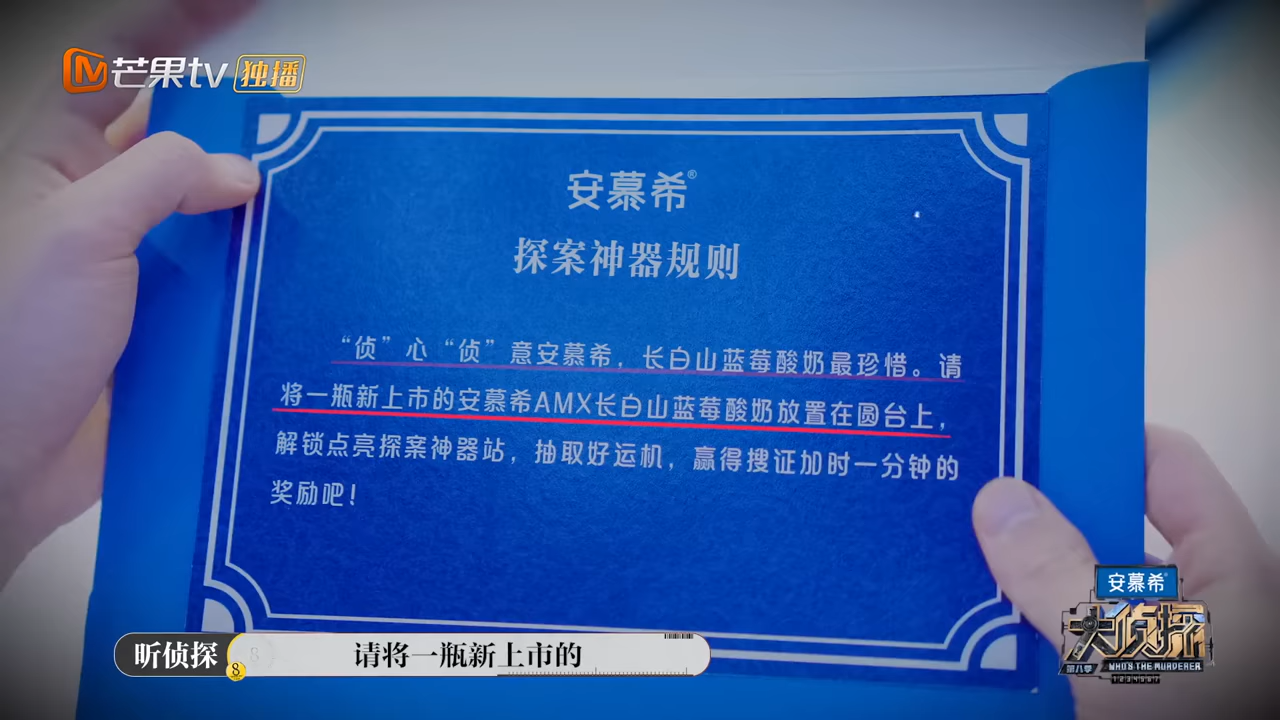 芒果tv 独播
安慕希®
探案神器规则
“侦”心“侦”意安慕希，长白山蓝莓酸奶最珍惜。请
将一瓶新上市的安慕希AMX长白山蓝莓酸奶放置在圆台上，
解锁点亮探案神器站，抽取好运机，赢得搜证加时一分钟的
奖励吧！
安慕希
大侦探
第八季 WHO'S THE MURDERER
昕侦探 8 请将一瓶新上市的